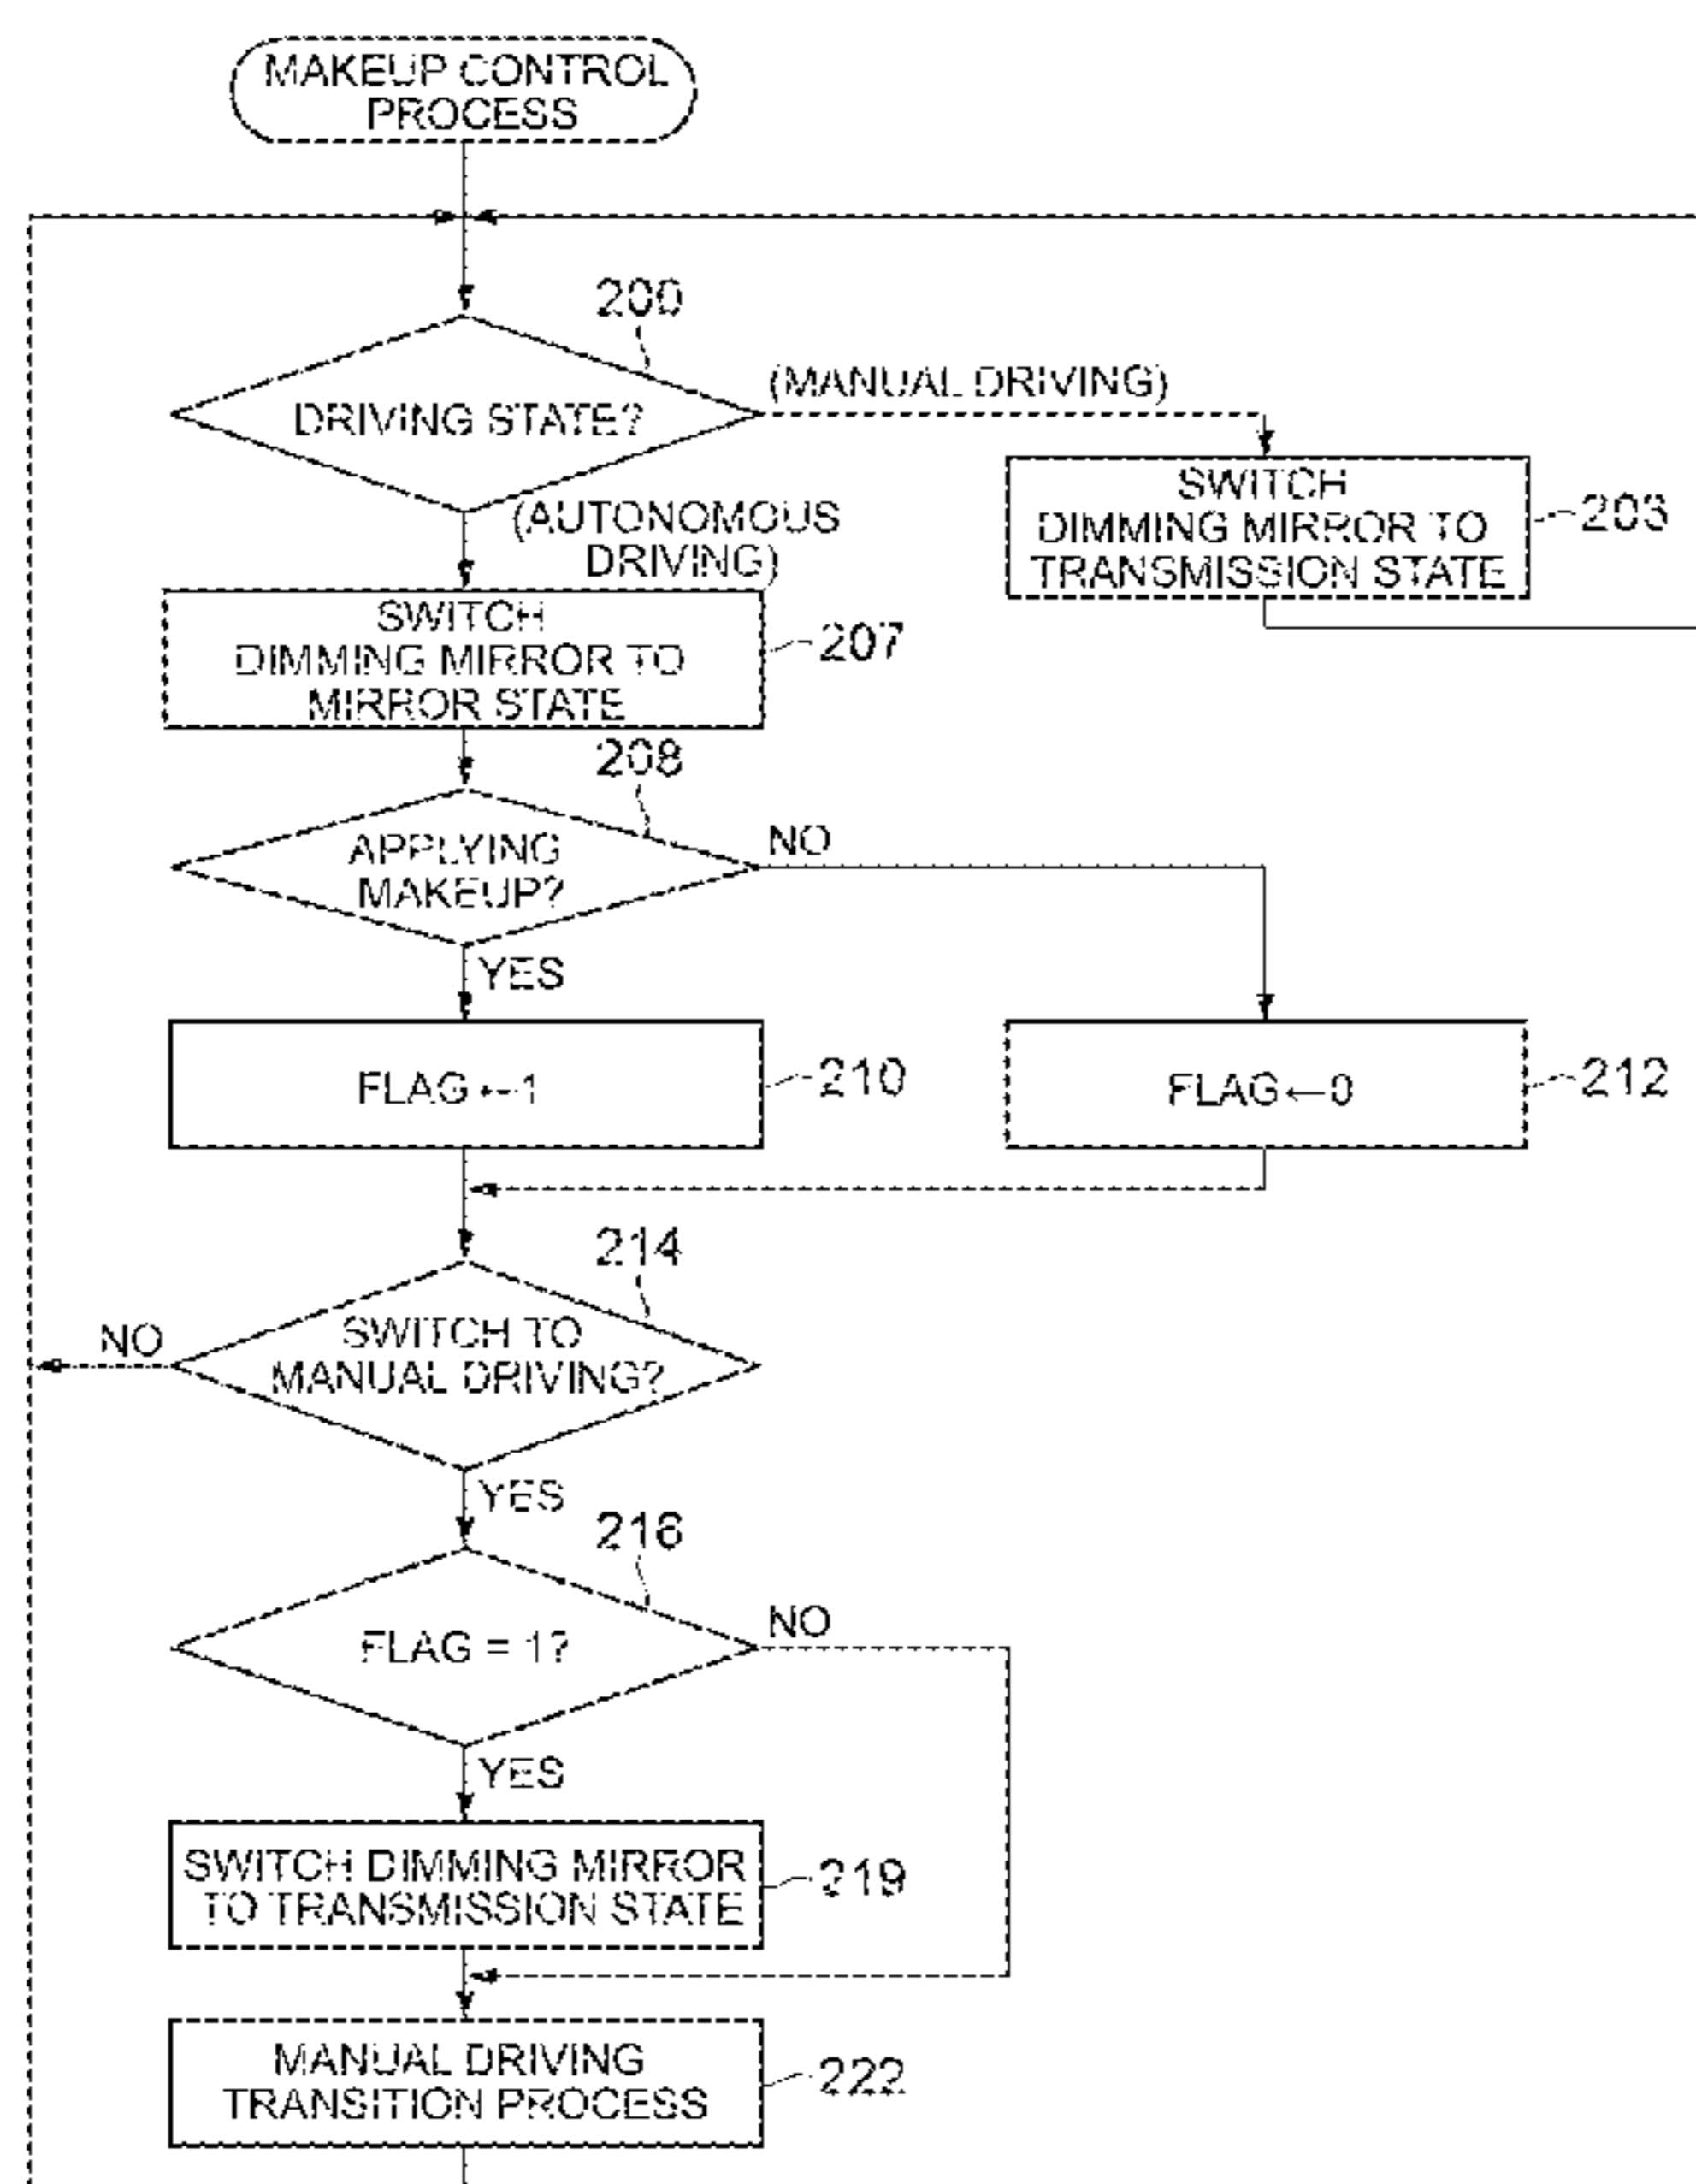 MAKEUP CONTROL
PROCESS
200
DRIVING STATE?
(MANUAL DRIVING)
SWITCH
DIMMING MIRROR TO
TRANSMISSION STATE
203
(AUTONOMOUS
DRIVING)
SWITCH
DIMMING MIRROR TO
MIRROR STATE
207
208
APPLYING
MAKEUP?
NO
YES
FLAG←1
210
FLAG←0
212
214
SWITCH TO
MANUAL DRIVING?
NO
YES
216
FLAG = 1?
NO
YES
SWITCH DIMMING MIRROR
TO TRANSMISSION STATE
219
MANUAL DRIVING
TRANSITION PROCESS
222